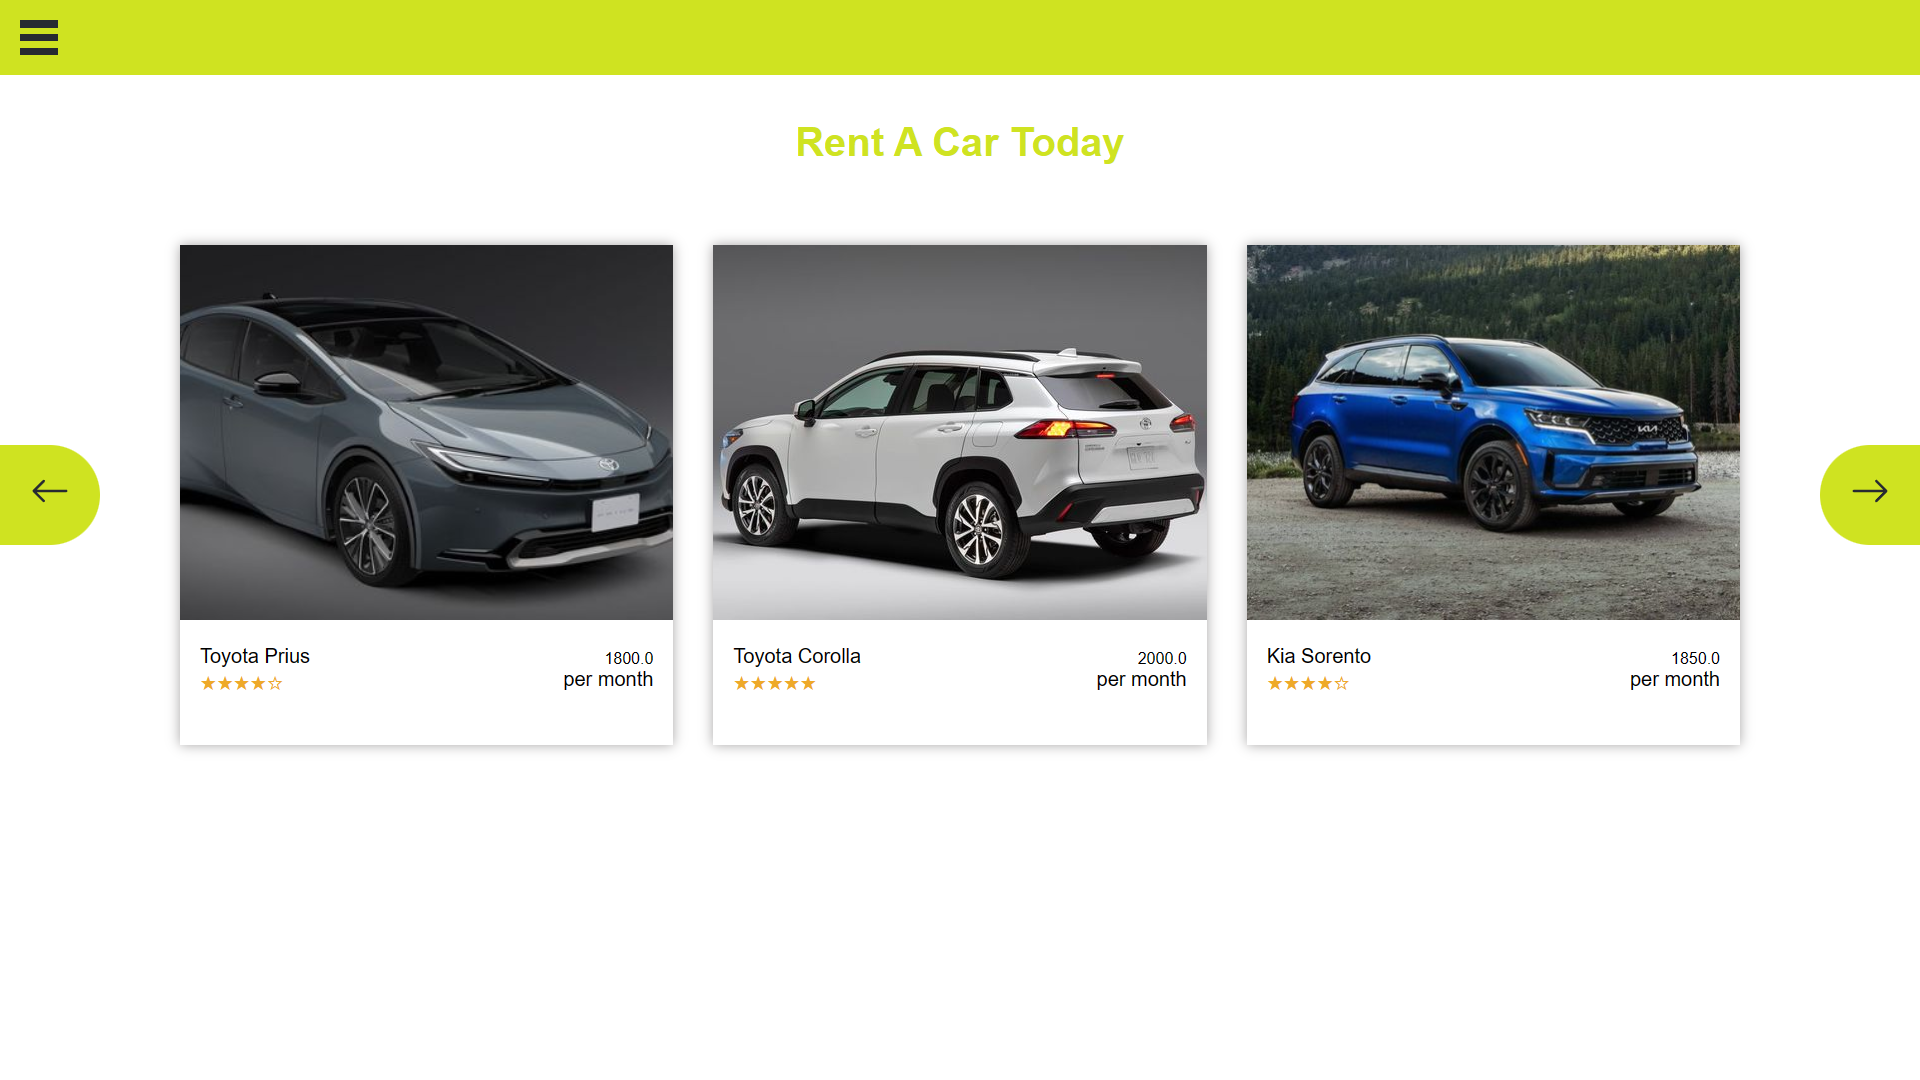 Rent A Car Today
Toyota Prius
★★★★☆
1800.0
per month
Toyota Corolla
★★★★★
2000.0
per month
Kia Sorento
★★★★☆
1850.0
per month